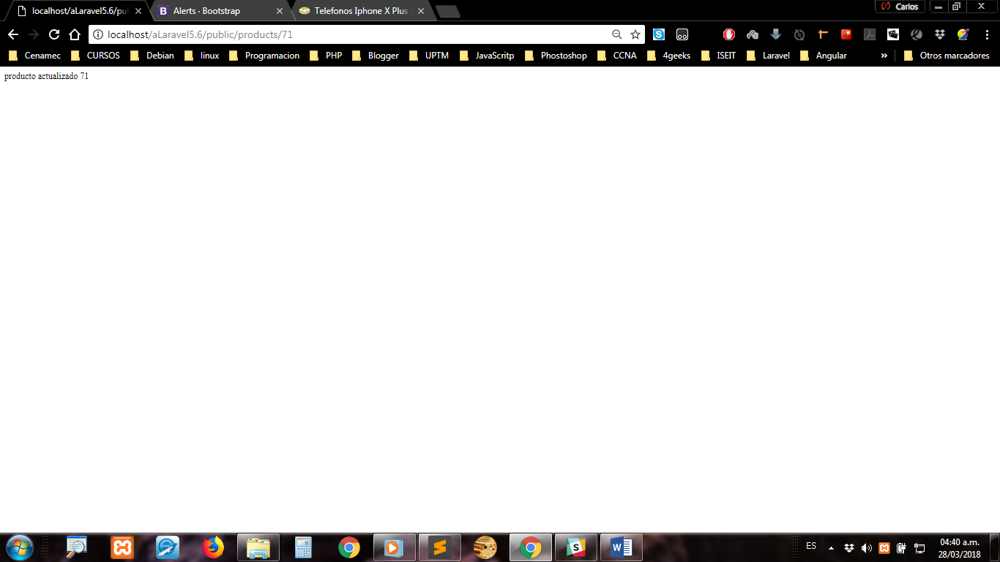 localhost/aLaravel5.6/pu
Alerts · Bootstrap
Telefonos Iphone X Plus
Carlos
localhost/aLaravel5.6/public/products/71
Cenamec
CURSOS
Debian
linux
Programacion
PHP
Blogger
UPTM
JavaScritp
Phostoshop
CCNA
4geeks
ISEIT
Laravel
Angular
»
Otros marcadores
producto actualizado 71
ES
04:40 a.m.
28/03/2018